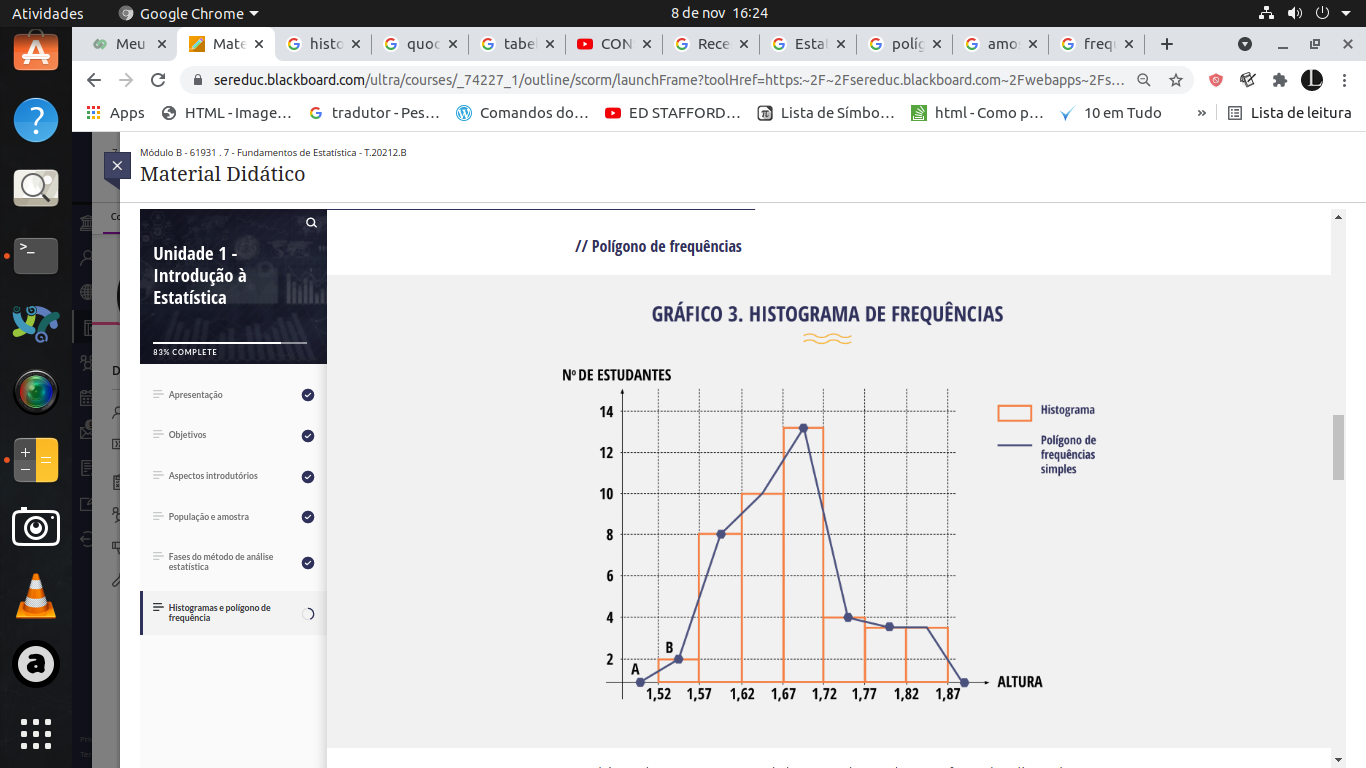 Atividades
Google Chrome
8 de nov 16:24
Meu
Mate
histo
quoc
tabe
CON
Rece
Estat
políg
amos
freq
sereduc.blackboard.com/ultra/courses/_74227_1/outline/scorm/launchFrame?toolHref=https:~2F~2Fsereduc.blackboard.com~2Fwebapps~2Fs...
Apps
HTML - Image...
tradutor - Pes...
Comandos do...
ED STAFFORD...
Lista de Símbo...
html - Como p...
10 em Tudo
»
Lista de leitura
Módulo B - 61931 . 7 - Fundamentos de Estatística - T.20212.B
Material Didático
Unidade 1 -
Introdução à
Estatística
83% COMPLETE
Apresentação
Objetivos
Aspectos introdutórios
População e amostra
Fases do método de análise
estatística
Histogramas e polígono de
frequência
// Polígono de frequências
GRÁFICO 3. HISTOGRAMA DE FREQUÊNCIAS
Nº DE ESTUDANTES
14
12
10
8
6
4
2
A
B
1,52 1,57 1,62 1,67 1,72 1,77 1,82 1,87
ALTURA
Histograma
Polígono de
frequências
simples